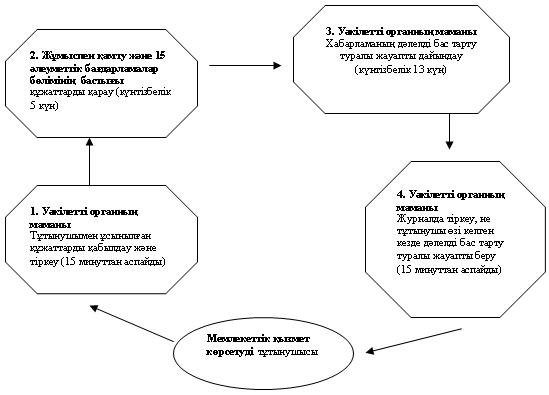 1. Уәкілетті органның
маманы
Тұтынушымен ұсынылған
құжаттарды қабылдау және
тіркеу (15 минуттан аспайды)
2. Жұмыспен қамту және 15
әлеуметтік бағдарламалар
бөлімінің бастығы
құжаттарды қарау (күнтізбелік
5 күн)
3. Уәкілетті органның маманы
Хабарламаның дәлелді бас тарту
туралы жауапты дайындау
(күнтізбелік 13 күн)
4. Уәкілетті органның
маманы
Журналда тіркеу, не
тұтынушы өзі келген
кезде дәлелді бас тарту
туралы жауапты беру
(15 минуттан аспайды)
Мемлекеттік қызмет
көрсетуді тұтынушысы